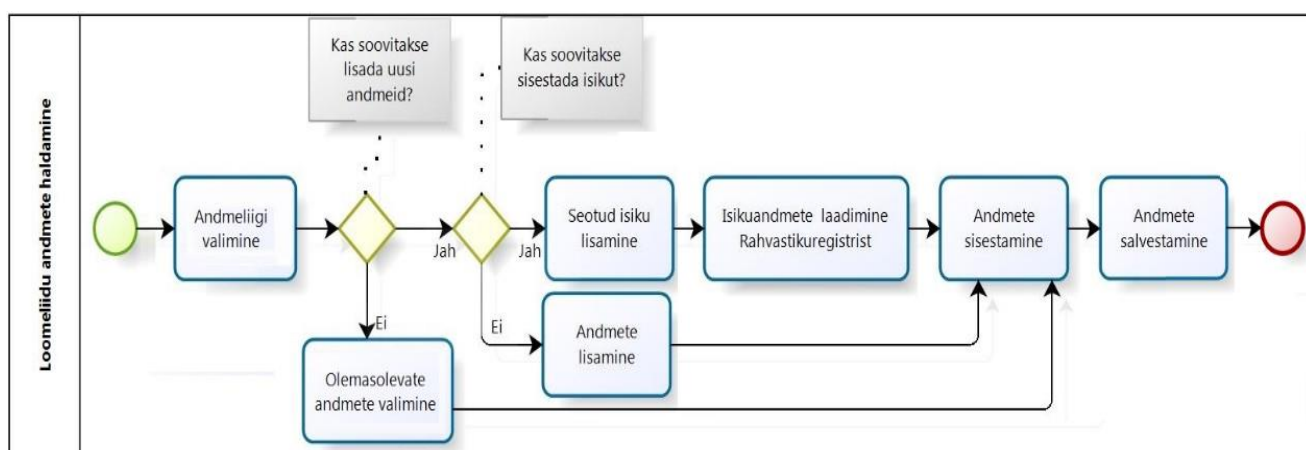 Loomeliidu andmete haldamine
Kas soovitakse
lisada uusi
andmeid?
Kas soovitakse
sisestada isikut?
Andmeliigi
valimine
Jah
Jah
Seotud isiku
lisamine
Isikuandmete laadimine
Rahvastikuregistrist
Andmete
sisestamine
Andmete
salvestamine
Ei
Ei
Andmete
lisamine
Olemasolevate
andmete valimine